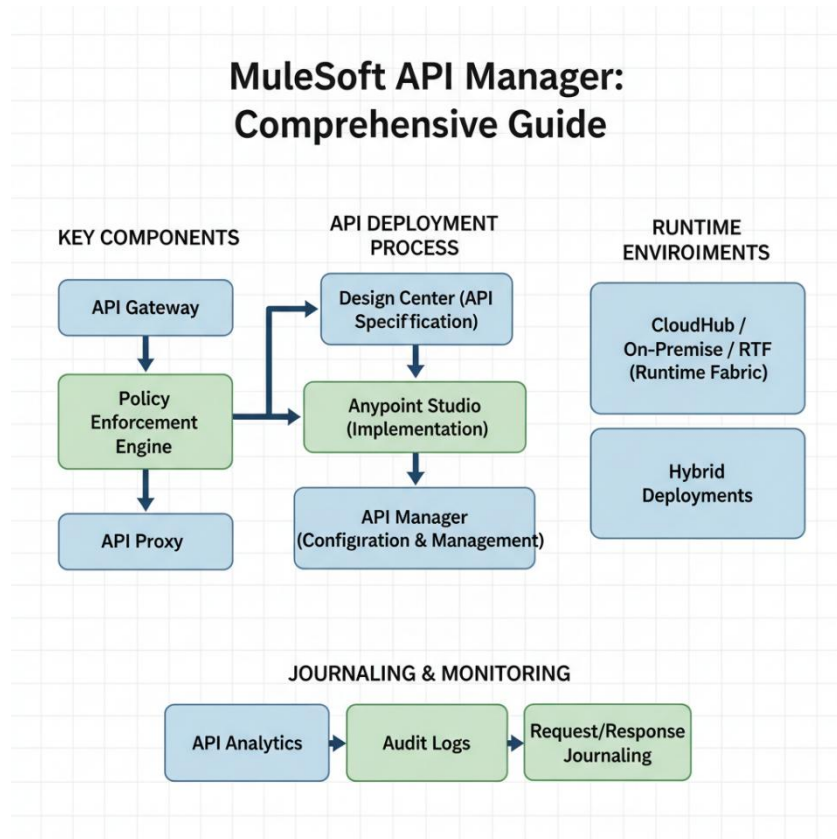 MuleSoft API Manager:
Comprehensive Guide
KEY COMPONENTS
API Gateway
Policy
Enforcement
Engine
API Proxy
API DEPLOYMENT
PROCESS
Design Center (API
Speciffication)
Anypoint Studio
(Implementation)
API Manager
(Configıration & Management)
RUNTIME
ENVIROIMENTS
CloudHub /
On-Premise / RTF
(Runtime Fabric)
Hybrid
Deployments
JOURNALING & MONITORING
API Analytics
Audit Logs
Request/Response
Journaling